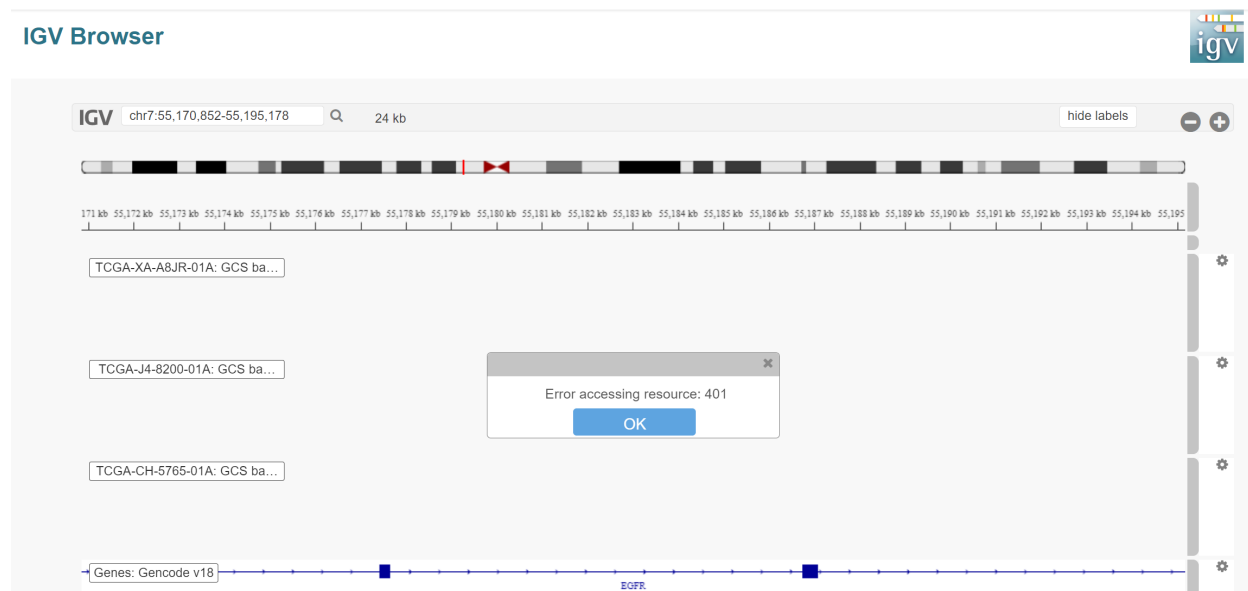 IGV Browser
igv
IGV chr7:55,170,852-55,195,178 24 kb hide labels
171 kb 55,172 kb 55,173 kb 55,174 kb 55,175 kb 55,176 kb 55,177 kb 55,178 kb 55,179 kb 55,180 kb 55,181 kb 55,182 kb 55,183 kb 55,184 kb 55,185 kb 55,186 kb 55,187 kb 55,188 kb 55,189 kb 55,190 kb 55,191 kb 55,192 kb 55,193 kb 55,194 kb 55,195
TCGA-XA-A8JR-01A: GCS ba...
TCGA-J4-8200-01A: GCS ba...
Error accessing resource: 401
OK
TCGA-CH-5765-01A: GCS ba...
Genes: Gencode v18
EGFR